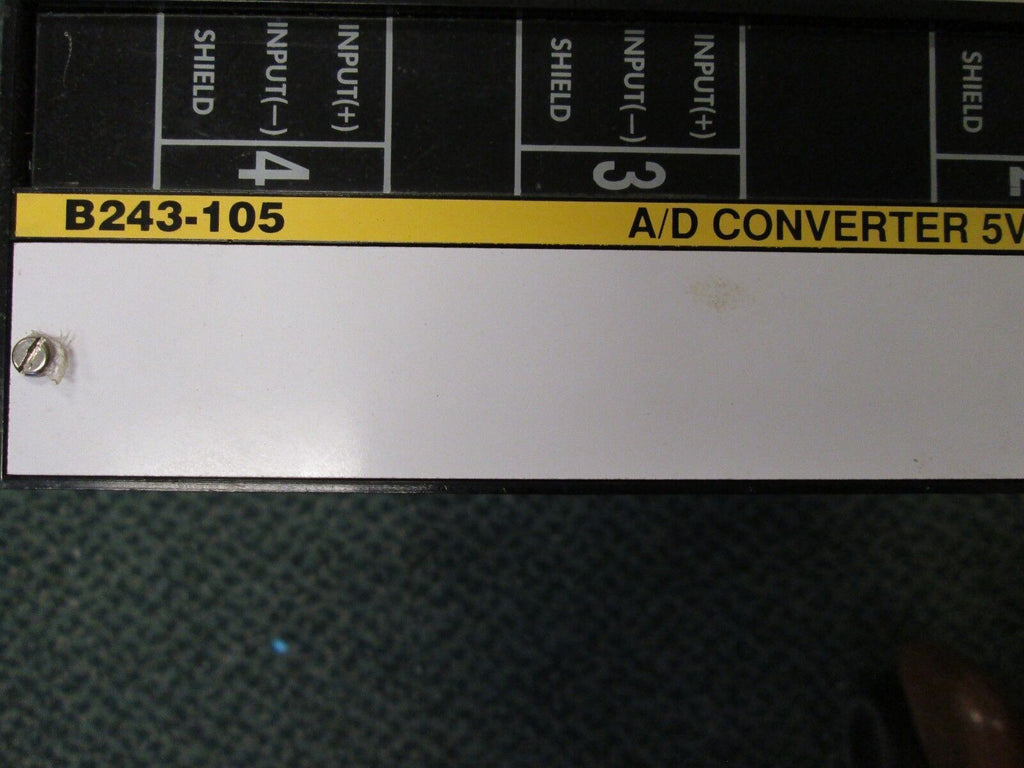 SHIELD
INPUT(—)
INPUT(+)
4
SHIELD
INPUT(—)
INPUT(+)
3
SHIELD
B243-105
A/D CONVERTER 5V